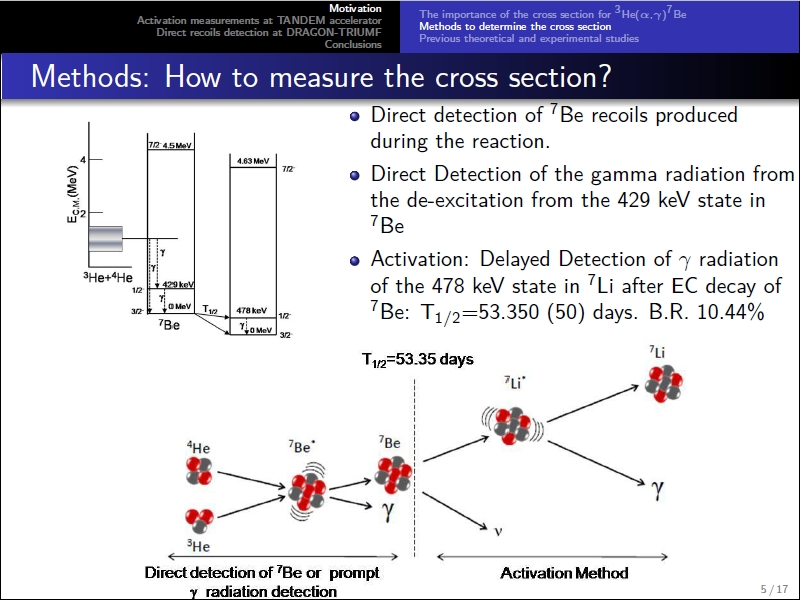 Motivation
Activation measurements at TANDEM accelerator
Direct recoils detection at DRAGON-TRIUMF
Conclusions
The importance of the cross section for ³He(α,γ)⁷Be
Methods to determine the cross section
Previous theoretical and experimental studies
Methods: How to measure the cross section?
Direct detection of ⁷Be recoils produced
during the reaction.
Direct Detection of the gamma radiation from
the de-excitation from the 429 keV state in
⁷Be
Activation: Delayed Detection of γ radiation
of the 478 keV state in ⁷Li after EC decay of
⁷Be: T₁/₂=53.350 (50) days. B.R. 10.44%
E_C.M. (MeV)
4
2
³He+⁴He
7/2⁻ 4.5 MeV
γ
γ
1/2⁻ 429 keV
γ
3/2⁻ 0 MeV
⁷Be
T₁/₂
4.63 MeV
7/2⁻
478 keV 1/2⁻
γ 0 MeV
3/2⁻
T₁/₂=53.35 days
⁴He
³He
⁷Be*
⁷Be
γ
⁷Li*
ν
⁷Li
γ
Direct detection of ⁷Be or prompt
γ radiation detection
Activation Method
5 / 17